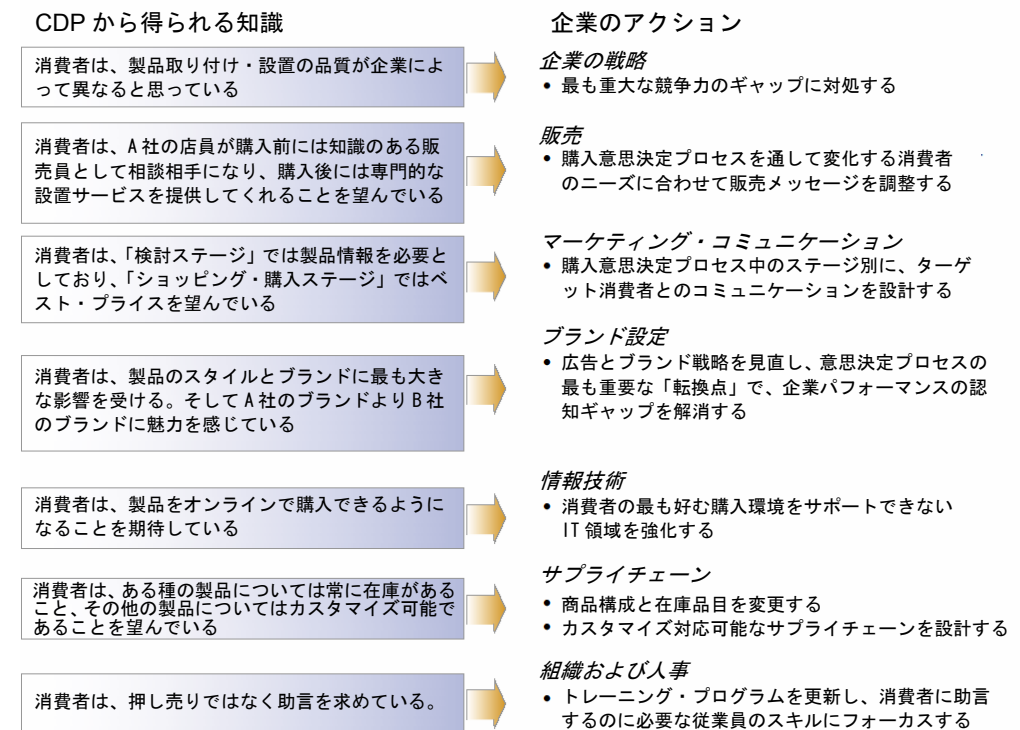 CDP から得られる知識
企業のアクション
消費者は、製品取り付け・設置の品質が企業によ
って異なると思っている
企業の戦略
• 最も重大な競争力のギャップに対処する
消費者は、A 社の店員が購入前には知識のある販
売員として相談相手になり、購入後には専門的な
設置サービスを提供してくれることを望んでいる
販売
• 購入意思決定プロセスを通して変化する消費者
のニーズに合わせて販売メッセージを調整する
消費者は、「検討ステージ」では製品情報を必要と
しており、「ショッピング・購入ステージ」ではベ
スト・プライスを望んでいる
マーケティング・コミュニケーション
• 購入意思決定プロセス中のステージ別に、ターゲ
ット消費者とのコミュニケーションを設計する
消費者は、製品のスタイルとブランドに最も大き
な影響を受ける。そして A 社のブランドより B 社
のブランドに魅力を感じている
ブランド設定
• 広告とブランド戦略を見直し、意思決定プロセスの
最も重要な「転換点」で、企業パフォーマンスの認
知ギャップを解消する
消費者は、製品をオンラインで購入できるように
なることを期待している
情報技術
• 消費者の最も好む購入環境をサポートできない
IT 領域を強化する
消費者は、ある種の製品については常に在庫がある
こと、その他の製品についてはカスタマイズ可能で
あることを望んでいる
サプライチェーン
• 商品構成と在庫品目を変更する
• カスタマイズ対応可能なサプライチェーンを設計する
消費者は、押し売りではなく助言を求めている。
組織および人事
• トレーニング・プログラムを更新し、消費者に助言
するのに必要な従業員のスキルにフォーカスする